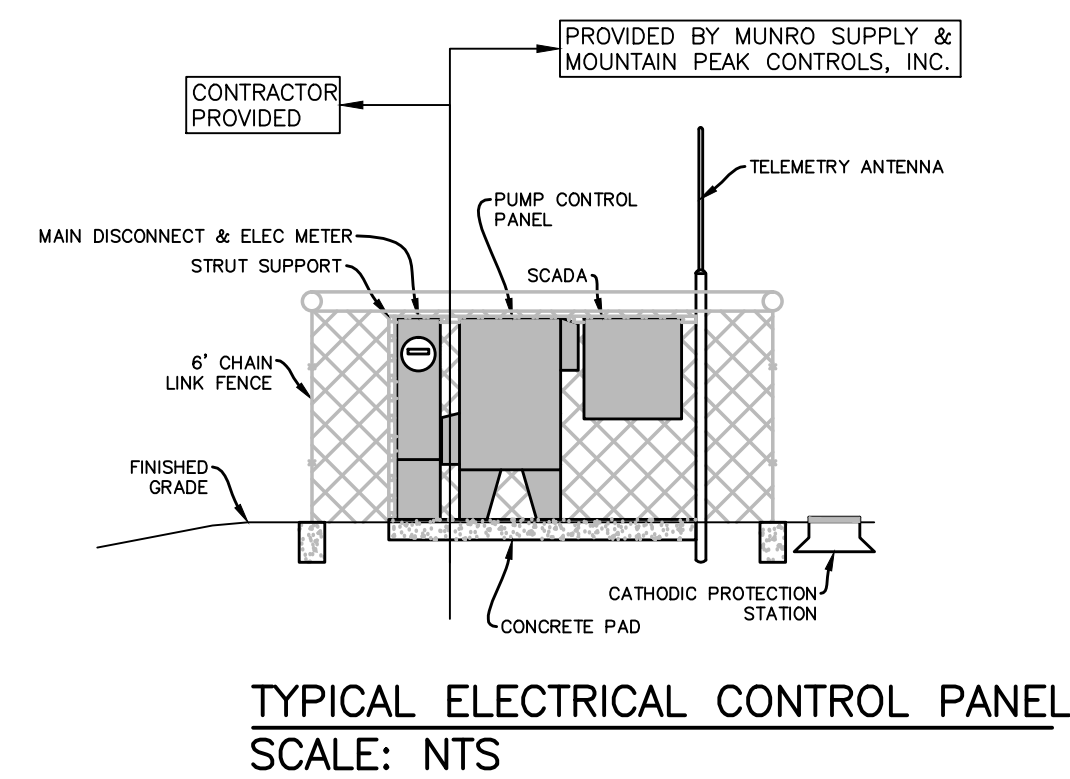 PROVIDED BY MUNRO SUPPLY &
MOUNTAIN PEAK CONTROLS, INC.
CONTRACTOR
PROVIDED
TELEMETRY ANTENNA
PUMP CONTROL
PANEL
MAIN DISCONNECT & ELEC METER
STRUT SUPPORT
SCADA
6' CHAIN
LINK FENCE
FINISHED
GRADE
CATHODIC PROTECTION
STATION
CONCRETE PAD
TYPICAL ELECTRICAL CONTROL PANEL
SCALE: NTS